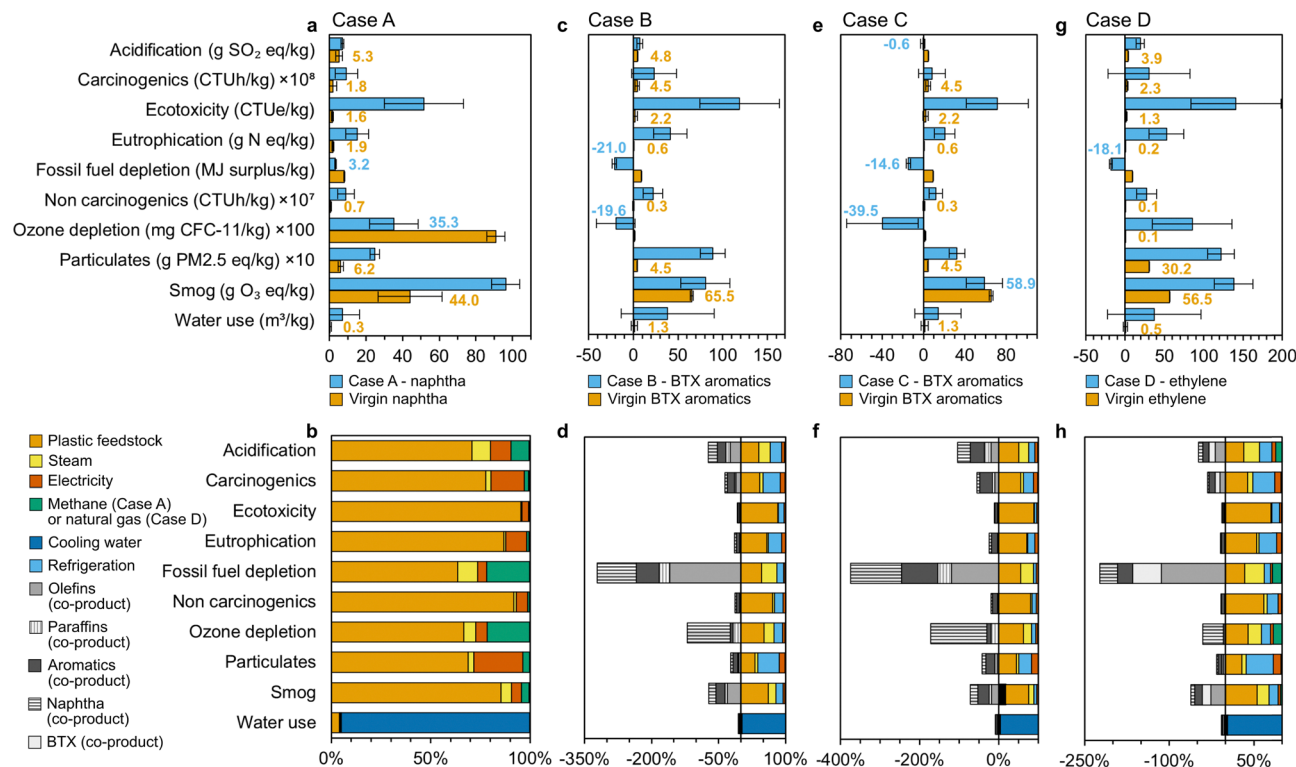 a Case A
c Case B
e Case C
g Case D
Acidification (g SO₂ eq/kg)
Carcinogenics (CTUh/kg) ×10⁸
Ecotoxicity (CTUe/kg)
Eutrophication (g N eq/kg)
Fossil fuel depletion (MJ surplus/kg)
Non carcinogenics (CTUh/kg) ×10⁷
Ozone depletion (mg CFC-11/kg) ×100
Particulates (g PM2.5 eq/kg) ×10
Smog (g O₃ eq/kg)
Water use (m³/kg)
5.3
1.8
1.6
1.9
3.2
0.7
35.3
6.2
44.0
0.3
0 20 40 60 80 100
Case A - naphtha
Virgin naphtha
4.8
4.5
2.2
0.6
-21.0
0.3
-19.6
4.5
65.5
1.3
-50 0 50 100 150
Case B - BTX aromatics
Virgin BTX aromatics
-0.6
4.5
2.2
0.6
-14.6
0.3
-39.5
4.5
58.9
1.3
-80 -40 0 40 80
Case C - BTX aromatics
Virgin BTX aromatics
3.9
2.3
1.3
0.2
-18.1
0.1
0.1
30.2
56.5
0.5
-50 0 50 100 150 200
Case D - ethylene
Virgin ethylene
Plastic feedstock
Steam
Electricity
Methane (Case A)
or natural gas (Case D)
Cooling water
Refrigeration
Olefins
(co-product)
Paraffins
(co-product)
Aromatics
(co-product)
Naphtha
(co-product)
BTX (co-product)
b
d
f
h
Acidification
Carcinogenics
Ecotoxicity
Eutrophication
Fossil fuel depletion
Non carcinogenics
Ozone depletion
Particulates
Smog
Water use
0% 50% 100%
-350% -200% -50% 100%
-400% -200% 0%
-250% -100% 50%